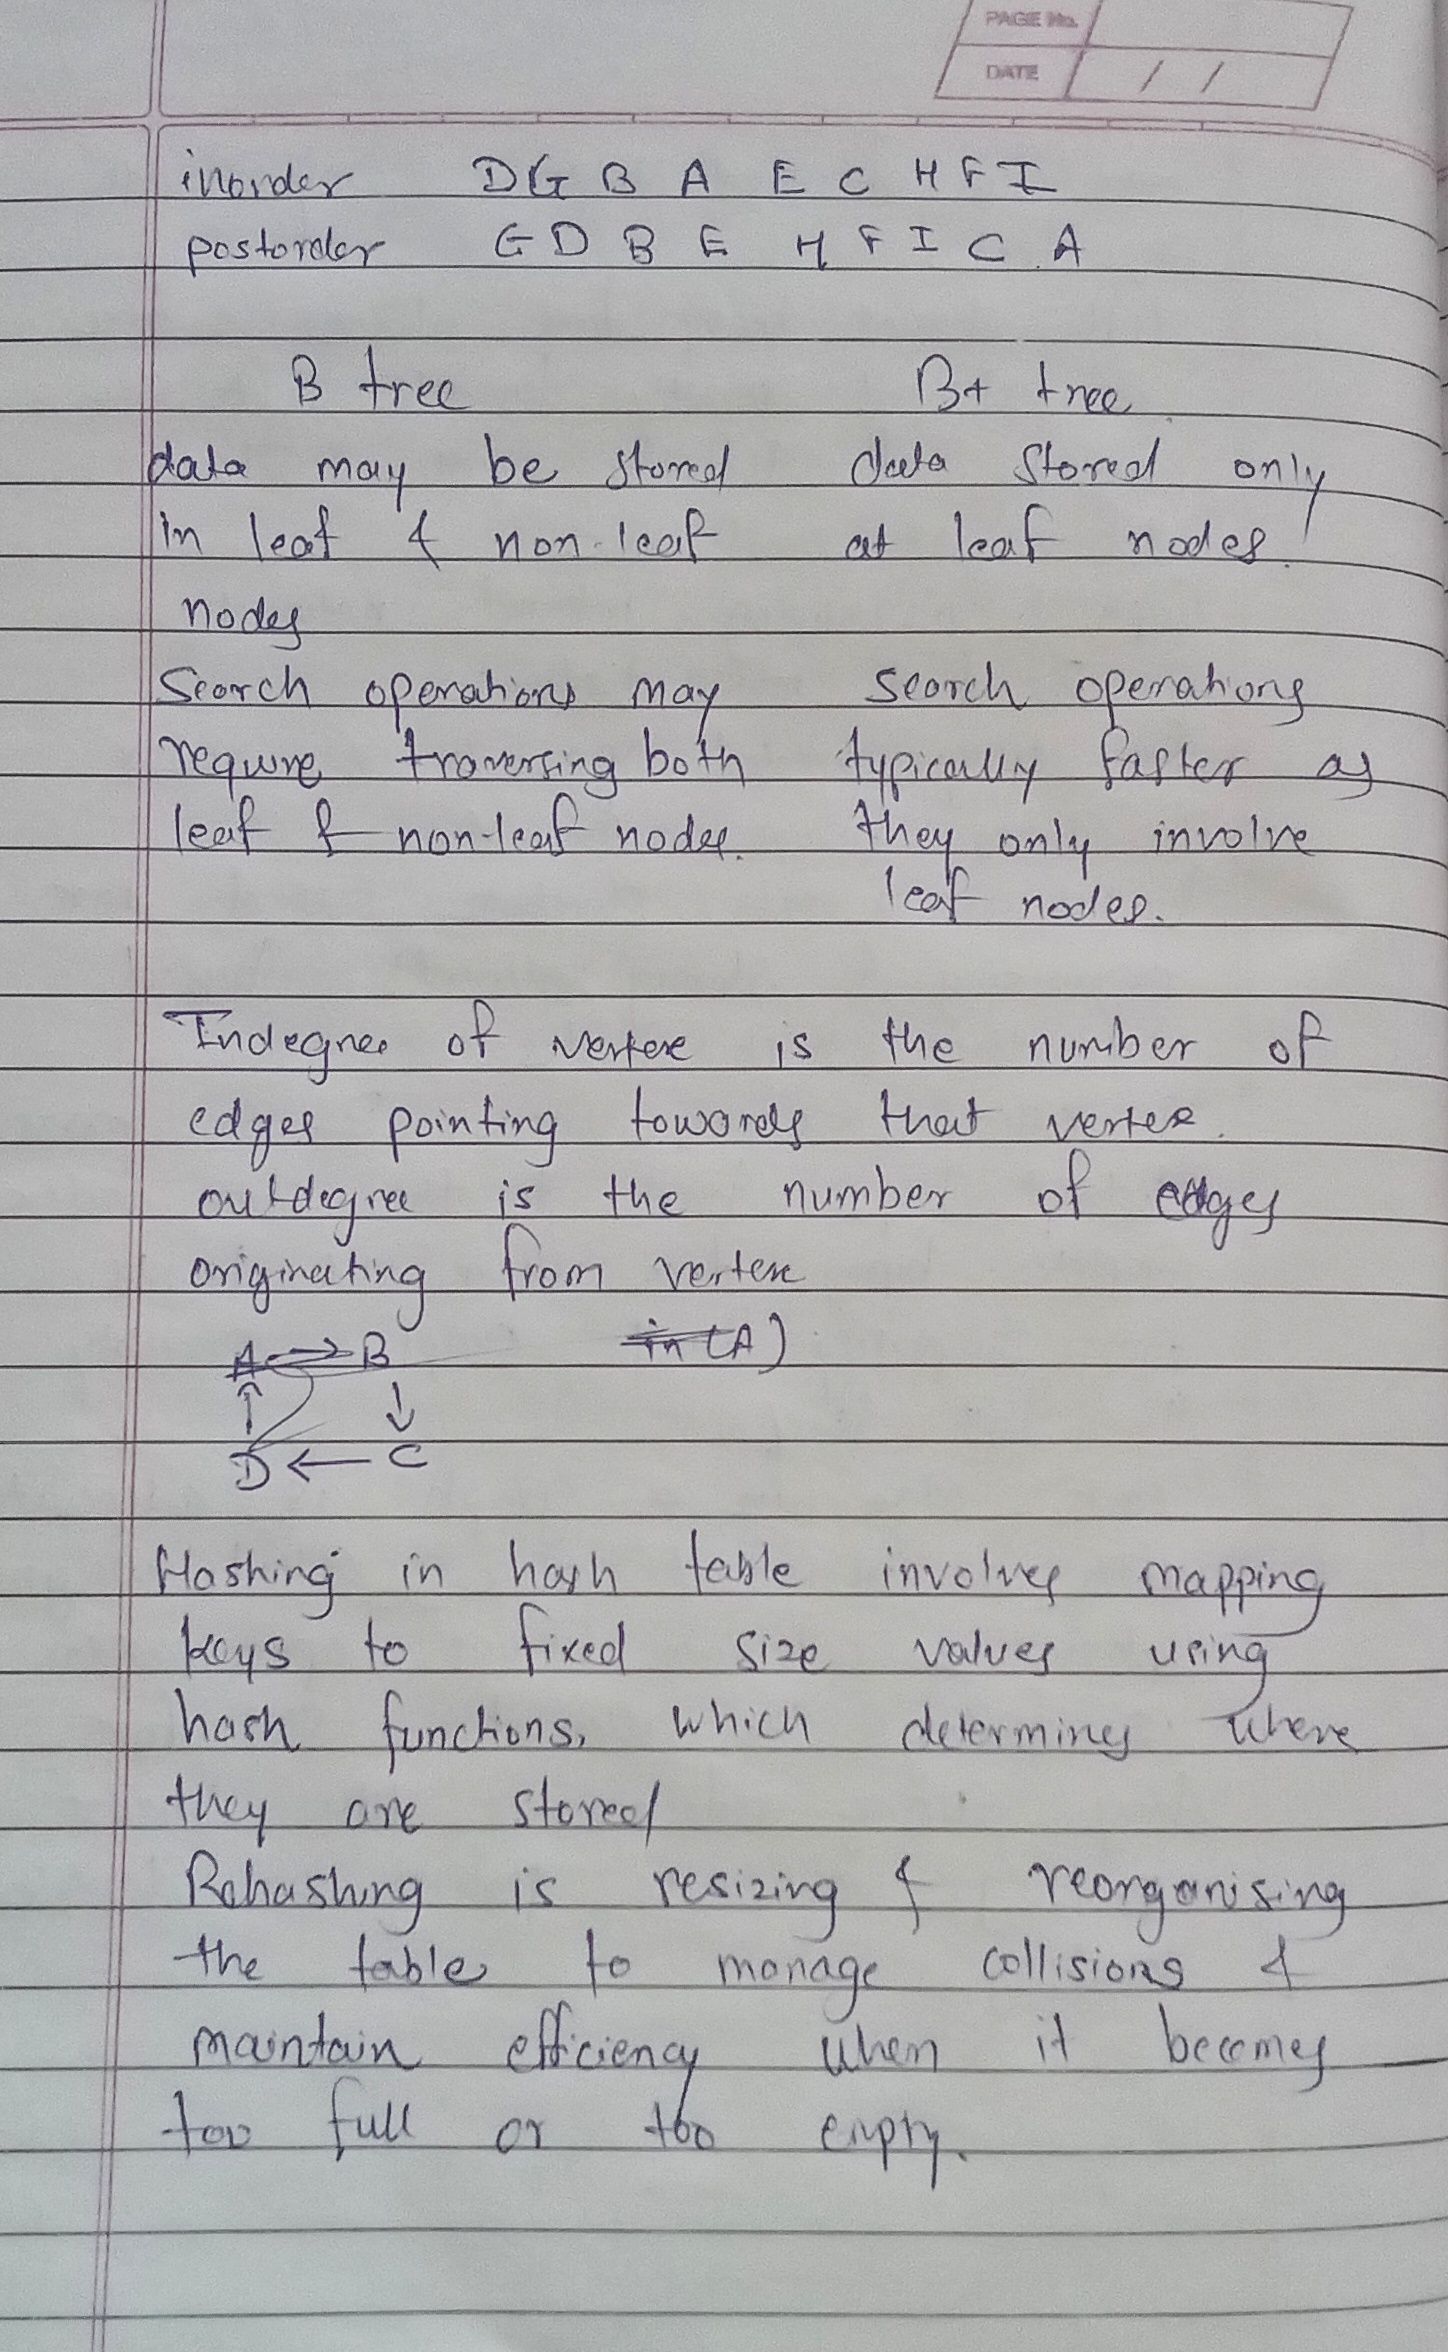 PAGE No.
DATE / /
inorder D G B A E C H F I
postorder G D B E H F I C A
B tree B+ tree
data may be stored data stored only
in leaf & non-leaf at leaf nodes.
nodes
Search operations may search operations
require traversing both typically faster as
leaf & non-leaf nodes. they only involve
leaf nodes.
Indegree of vertex is the number of
edges pointing towards that vertex.
outdegree is the number of edges
originating from vertex
A → B in(A)
↑ ↓
D ← C
Hashing in hash table involves mapping
keys to fixed size values using
hash functions, which determines where
they are stored
Rehashing is resizing & reorganising
the table to manage collisions &
maintain efficiency when it becomes
too full or too empty.